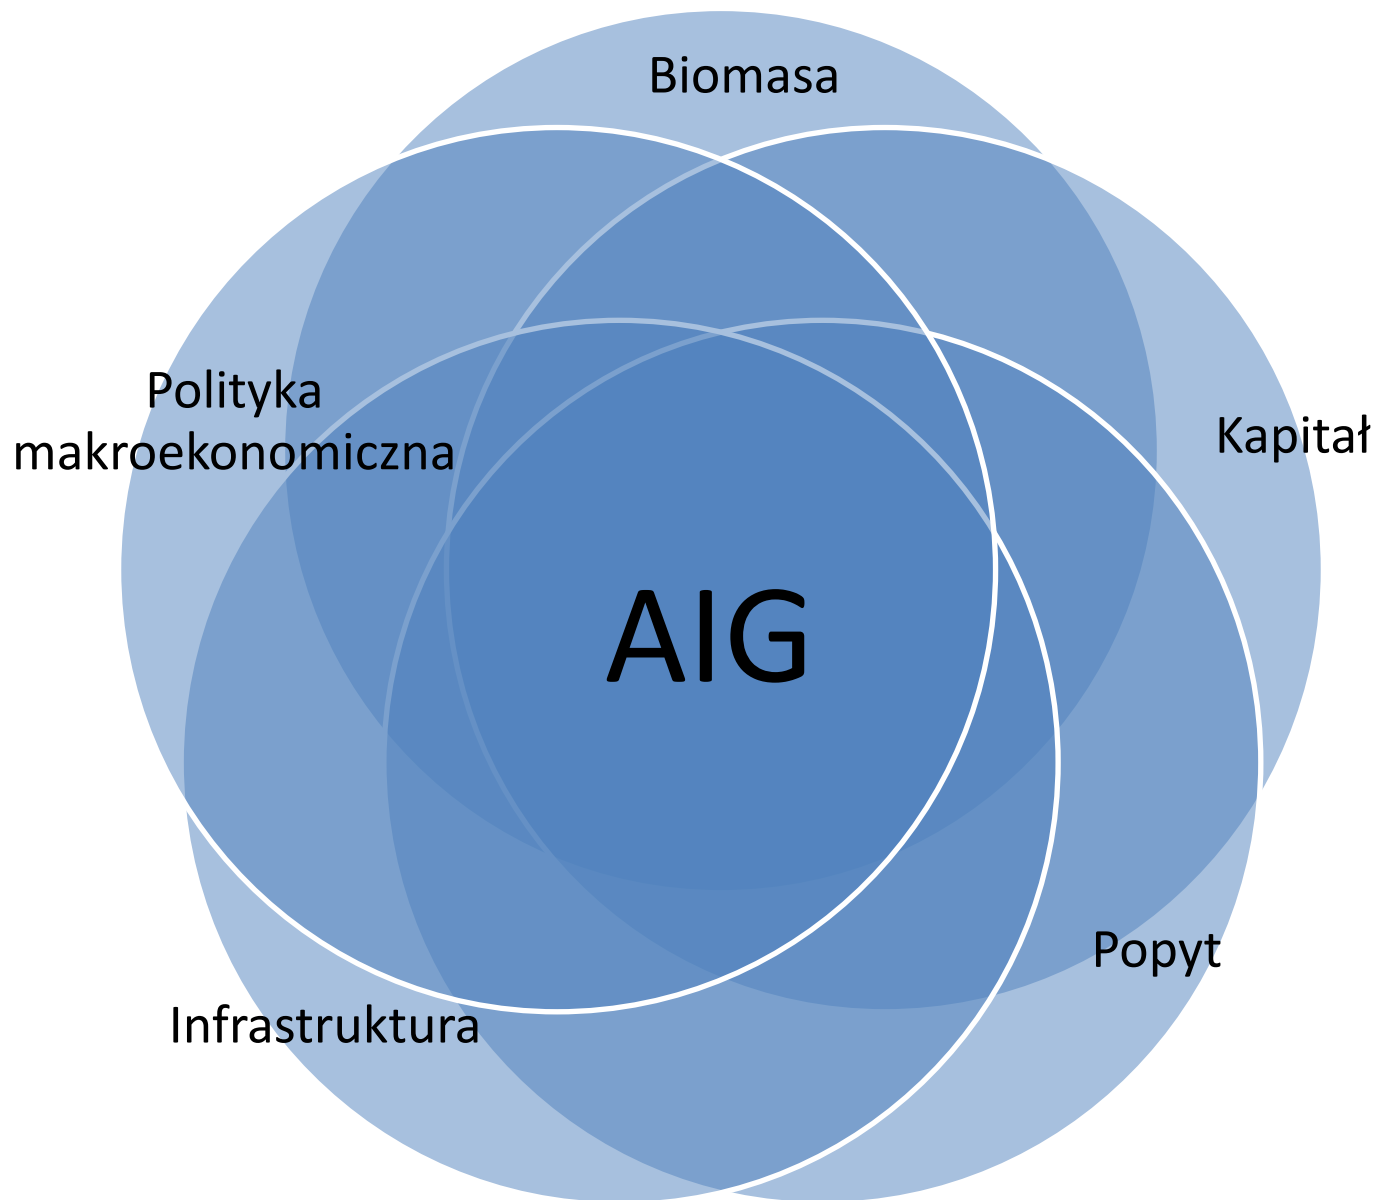 Biomasa
Polityka
makroekonomiczna
Kapitał
AIG
Popyt
Infrastruktura